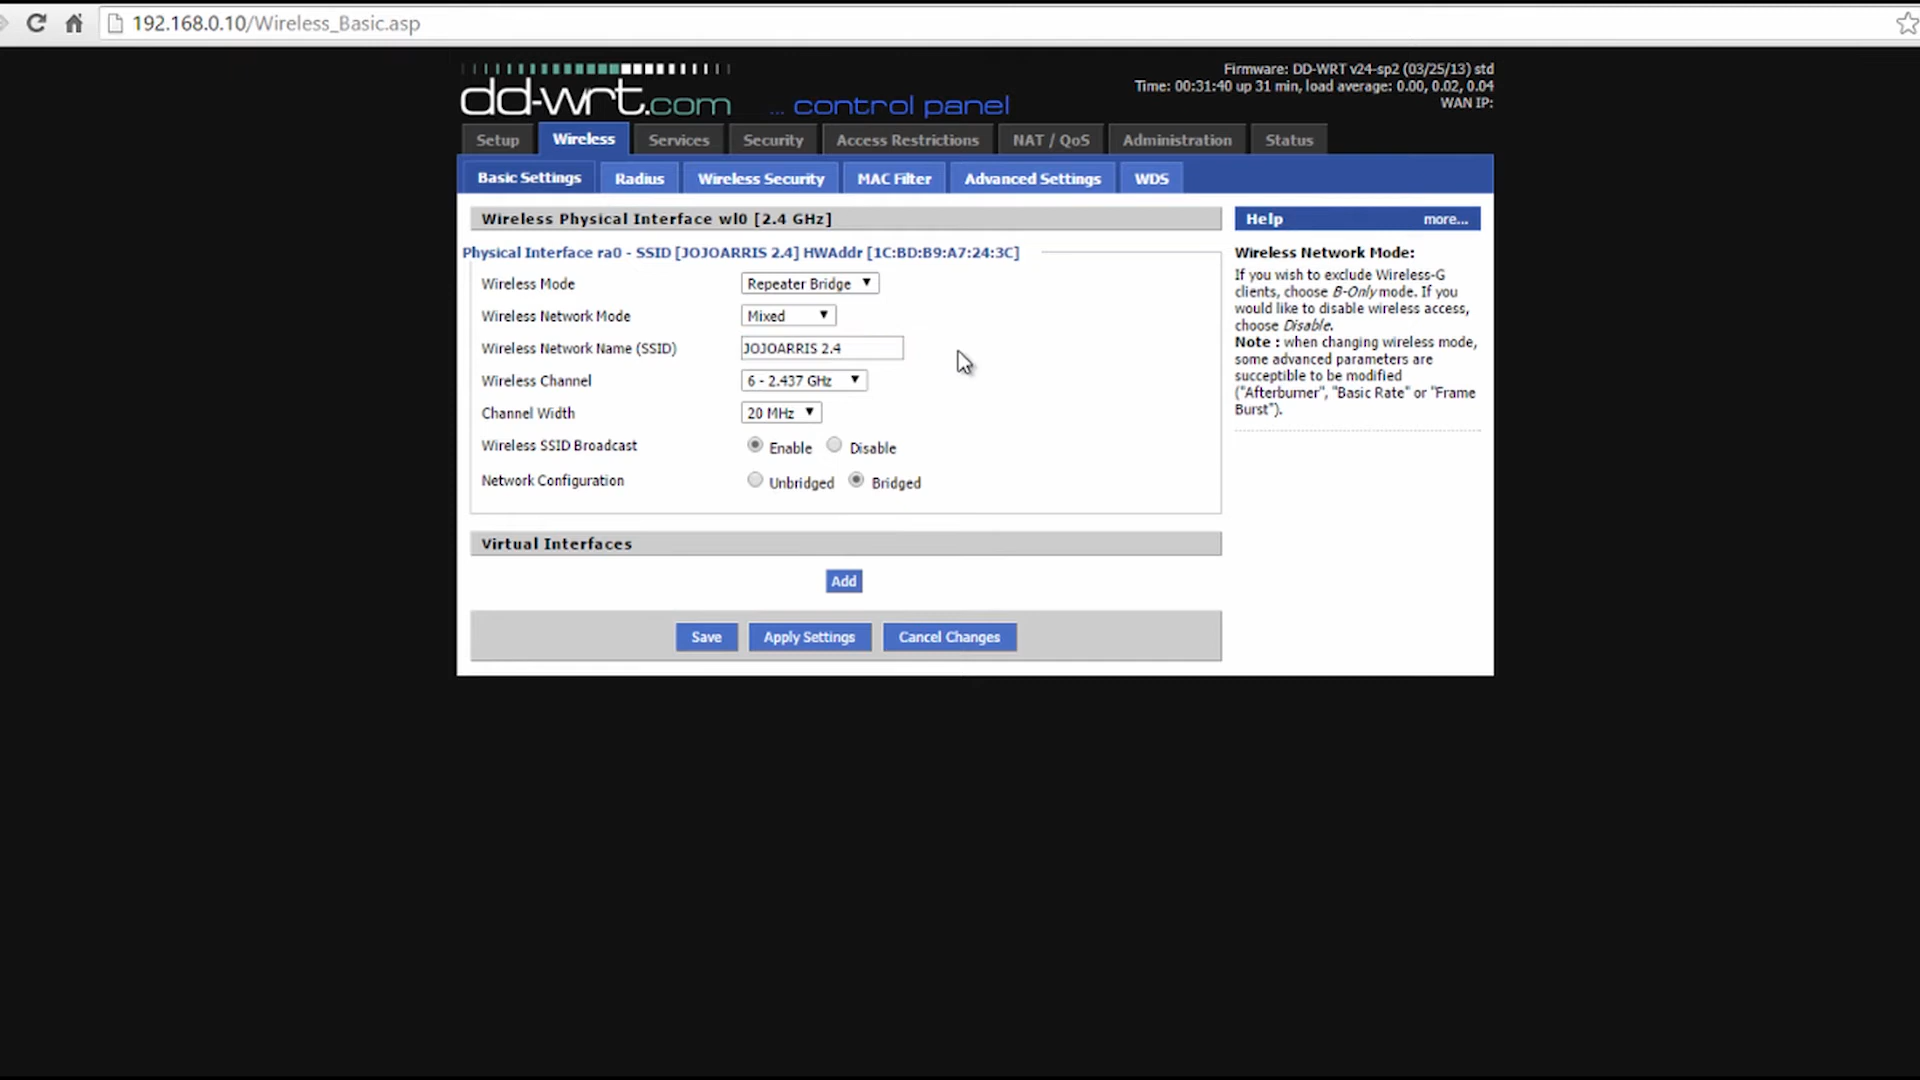 192.168.0.10/Wireless_Basic.asp
dd-wrt.com ... control panel
Firmware: DD-WRT v24-sp2 (03/25/13) std
Time: 00:31:40 up 31 min, load average: 0.00, 0.02, 0.04
WAN IP:
Setup Wireless Services Security Access Restrictions NAT / QoS Administration Status
Basic Settings Radius Wireless Security MAC Filter Advanced Settings WDS
Wireless Physical Interface wl0 [2.4 GHz]
Physical Interface ra0 - SSID [JOJOARRIS 2.4] HWAddr [1C:BD:B9:A7:24:3C]
Wireless Mode Repeater Bridge
Wireless Network Mode Mixed
Wireless Network Name (SSID) JOJOARRIS 2.4
Wireless Channel 6 - 2.437 GHz
Channel Width 20 MHz
Wireless SSID Broadcast Enable Disable
Network Configuration Unbridged Bridged
Virtual Interfaces
Add
Save Apply Settings Cancel Changes
Help more...
Wireless Network Mode:
If you wish to exclude Wireless-G
clients, choose B-Only mode. If you
would like to disable wireless access,
choose Disable.
Note : when changing wireless mode,
some advanced parameters are
succeptible to be modified
("Afterburner", "Basic Rate" or "Frame
Burst").